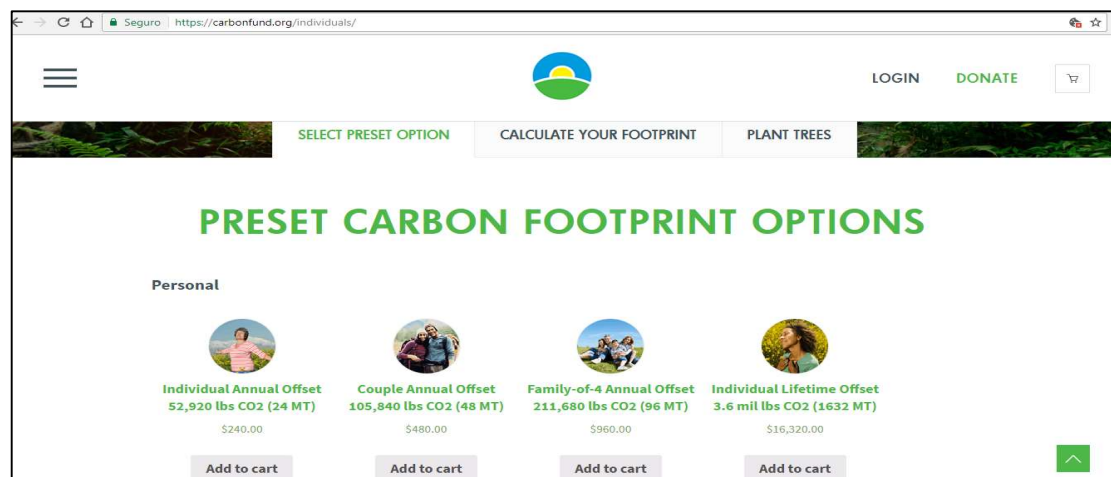 Seguro https://carbonfund.org/individuals/
LOGIN DONATE
SELECT PRESET OPTION CALCULATE YOUR FOOTPRINT PLANT TREES
PRESET CARBON FOOTPRINT OPTIONS
Personal
Individual Annual Offset
52,920 lbs CO2 (24 MT)
$240.00
Add to cart
Couple Annual Offset
105,840 lbs CO2 (48 MT)
$480.00
Add to cart
Family-of-4 Annual Offset
211,680 lbs CO2 (96 MT)
$960.00
Add to cart
Individual Lifetime Offset
3.6 mil lbs CO2 (1632 MT)
$16,320.00
Add to cart